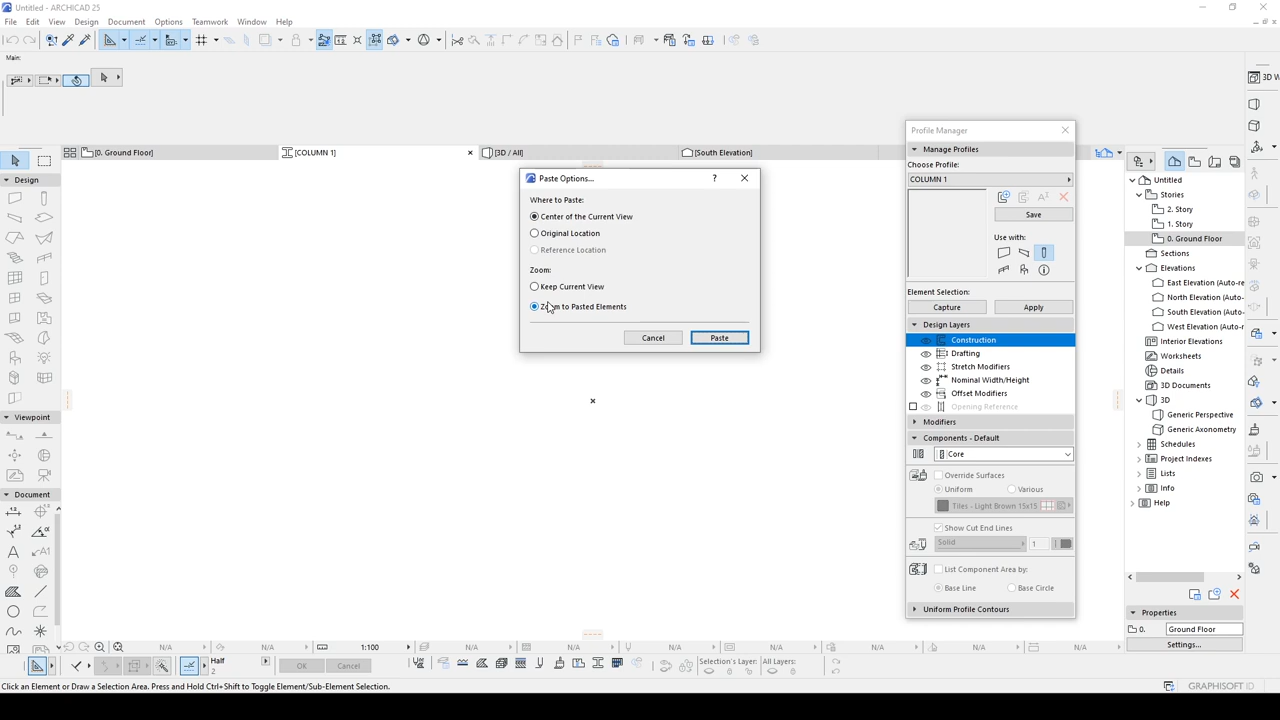 Untitled - ARCHICAD 25
File Edit View Design Document Options Teamwork Window Help
Main:
[0. Ground Floor]
[COLUMN 1]
[3D / All]
[South Elevation]
3D
Design
Viewpoint
Document
Paste Options...
?
Where to Paste:
Center of the Current View
Original Location
Reference Location
Zoom:
Keep Current View
Zoom to Pasted Elements
Cancel
Paste
Profile Manager
Manage Profiles
Choose Profile:
COLUMN 1
Save
Use with:
Element Selection:
Capture
Apply
Design Layers
Construction
Drafting
Stretch Modifiers
Nominal Width/Height
Offset Modifiers
Opening Reference
Modifiers
Components - Default
Core
Override Surfaces
Uniform
Various
Tiles - Light Brown 15x15
Show Cut End Lines
Solid
1
List Component Area by:
Base Line
Base Circle
Uniform Profile Contours
Untitled
Stories
2. Story
1. Story
0. Ground Floor
Sections
Elevations
East Elevation (Auto-re
North Elevation (Auto-r
South Elevation (Auto-
West Elevation (Auto-r
Interior Elevations
Worksheets
Details
3D Documents
3D
Generic Perspective
Generic Axonometry
Schedules
Project Indexes
Lists
Info
Help
Properties
0.
Ground Floor
Settings...
N/A
N/A
1:100
N/A
N/A
N/A
N/A
N/A
N/A
N/A
Half
2
OK
Cancel
Selection's Layer:
All Layers:
Click an Element or Draw a Selection Area. Press and Hold Ctrl+Shift to Toggle Element/Sub-Element Selection.
GRAPHISOFT ID